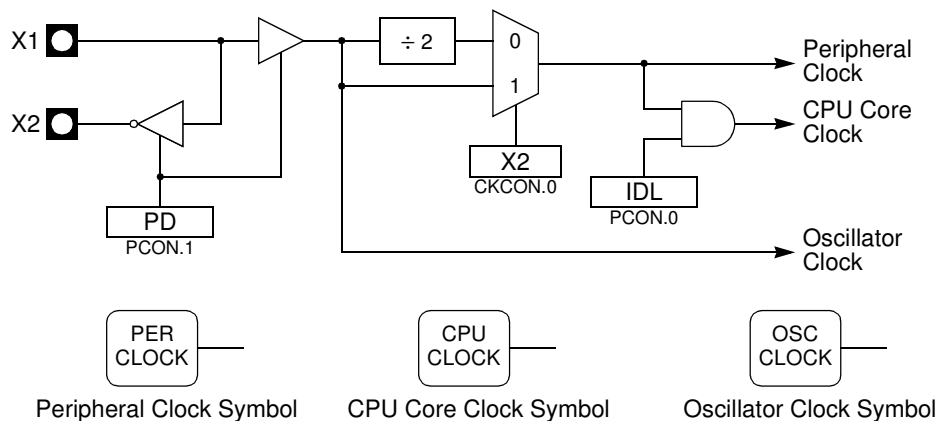 X1
÷ 2
0
Peripheral
Clock
1
X2
CPU Core
Clock
X2
CKCON.0
IDL
PCON.0
PD
PCON.1
Oscillator
Clock
PER
CLOCK
CPU
CLOCK
OSC
CLOCK
Peripheral Clock Symbol
CPU Core Clock Symbol
Oscillator Clock Symbol